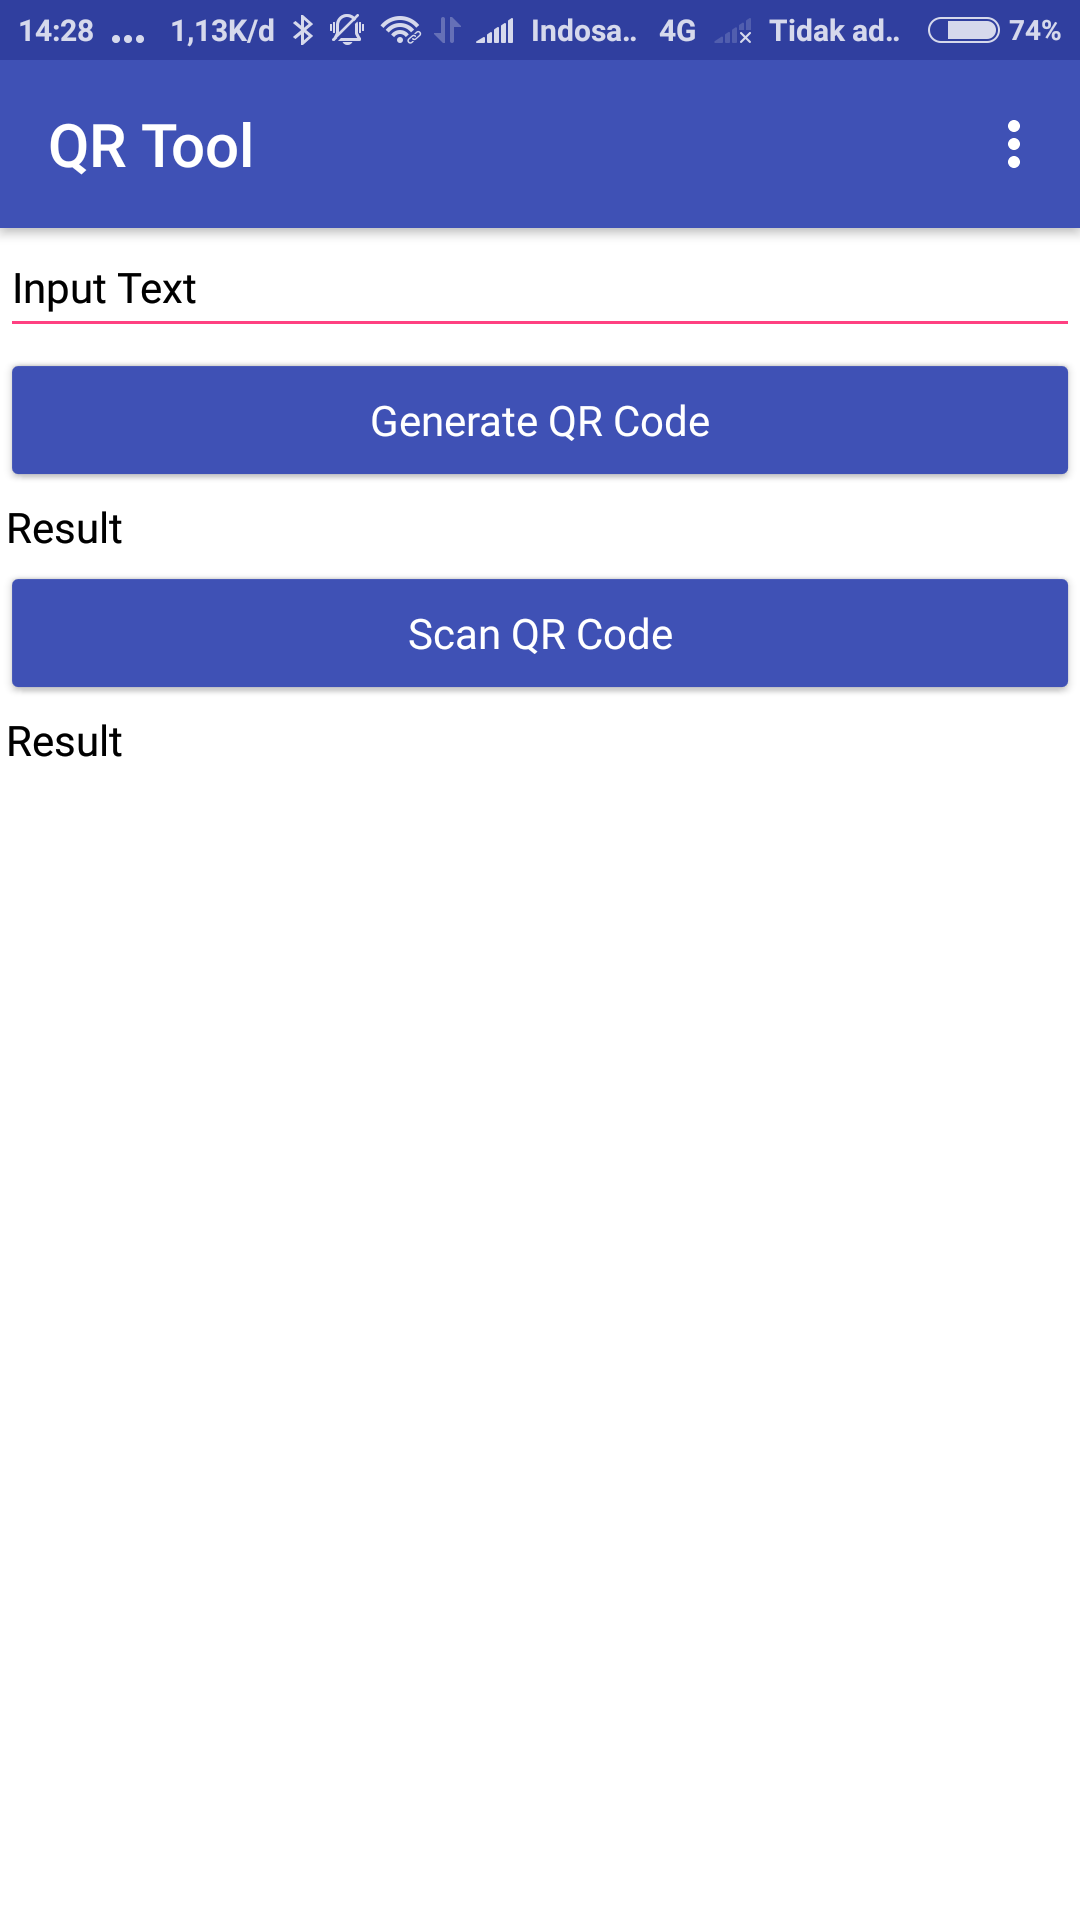 14:28 ... 1,13K/d Indosa.. 4G Tidak ad.. 74%
QR Tool
Input Text
Generate QR Code
Result
Scan QR Code
Result